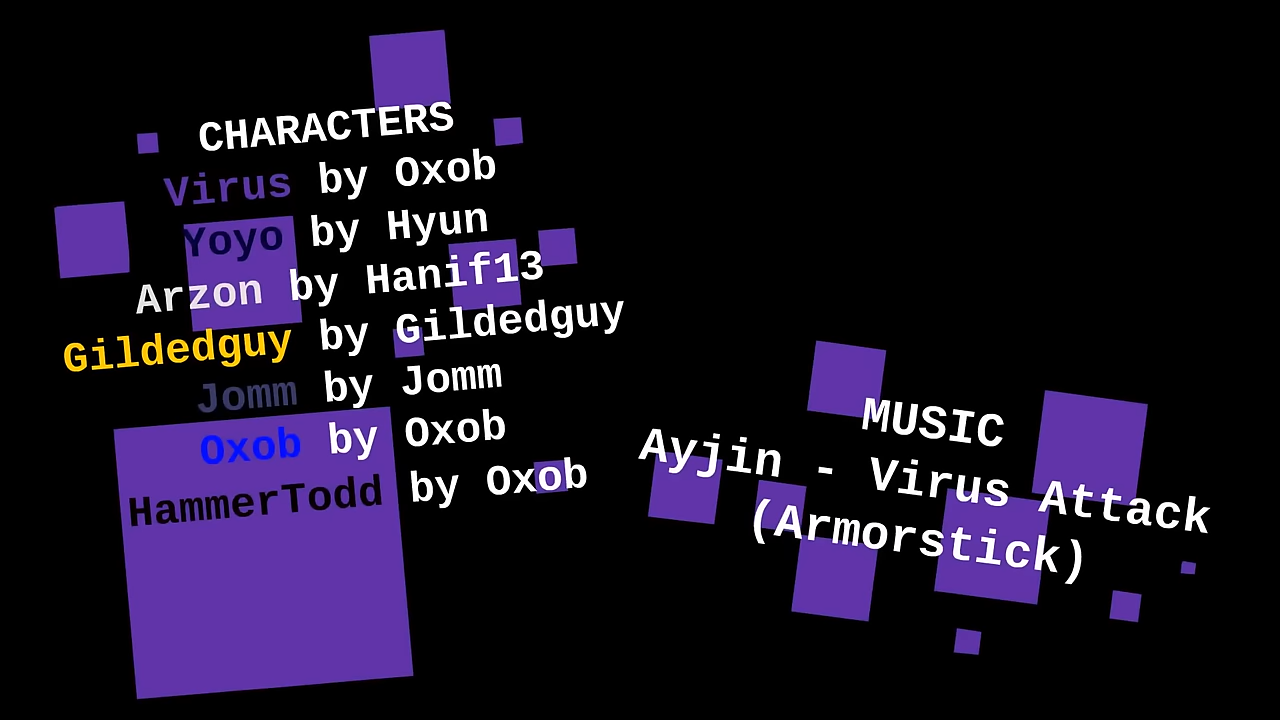 CHARACTERS
Virus by Oxob
Yoyo by Hyun
Arzon by Hanif13
Gildedguy by Gildedguy
Jomm by Jomm
Oxob by Oxob
HammerTodd by Oxob
MUSIC
Ayjin - Virus Attack
(Armorstick)